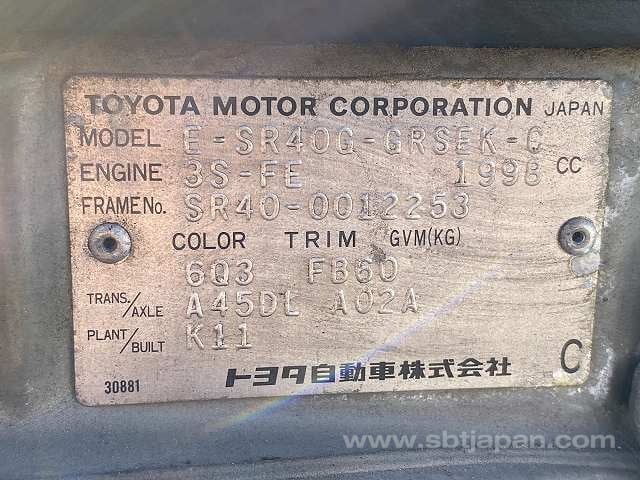 TOYOTA MOTOR CORPORATION JAPAN
MODEL E-SR40G-GRSEK-C
ENGINE 3S-FE 1998 CC
FRAME No. SR40-0012253
COLOR TRIM GVM(KG)
6Q3 FB60
TRANS./AXLE A45DL A02A
PLANT/BUILT K11
30881 トヨタ自動車株式会社 C
www.sbtjapan.com